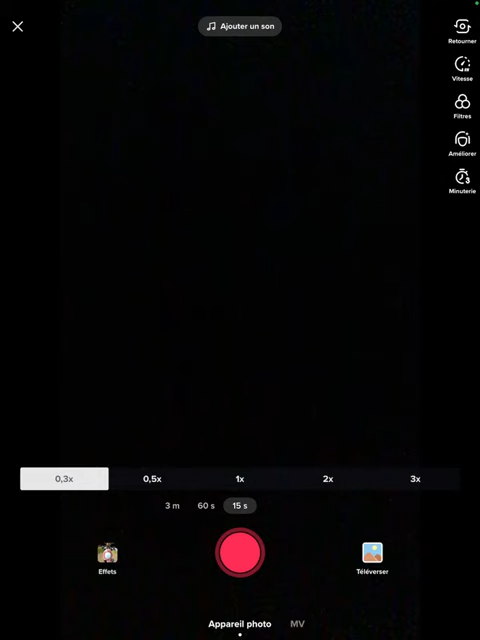 Ajouter un son
Retourner
Vitesse
Filtres
Améliorer
3
Minuterie
0,3x 0,5x 1x 2x 3x
3 m 60 s 15 s
Effets
Téléverser
Appareil photo MV